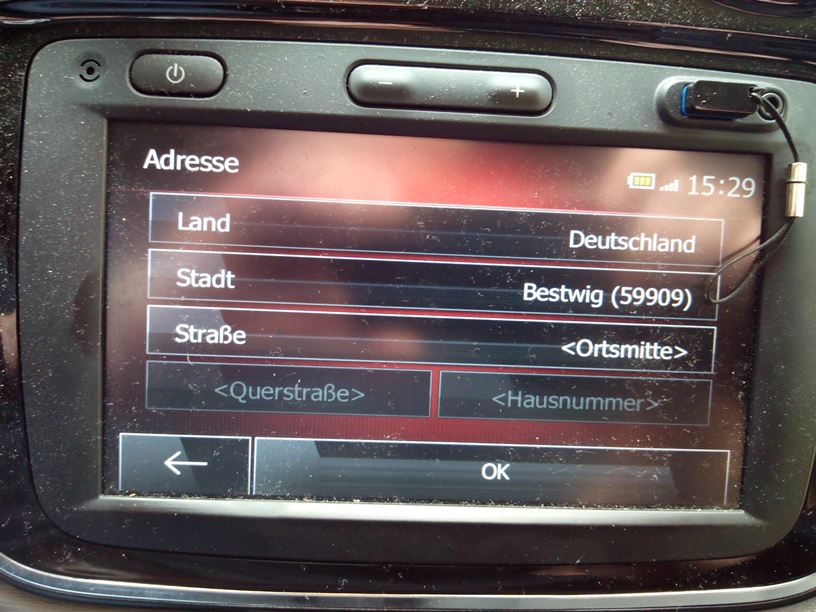 Adresse
15:29
Land
Deutschland
Stadt
Bestwig (59909)
Straße
<Ortsmitte>
<Querstraße>
<Hausnummer>
OK